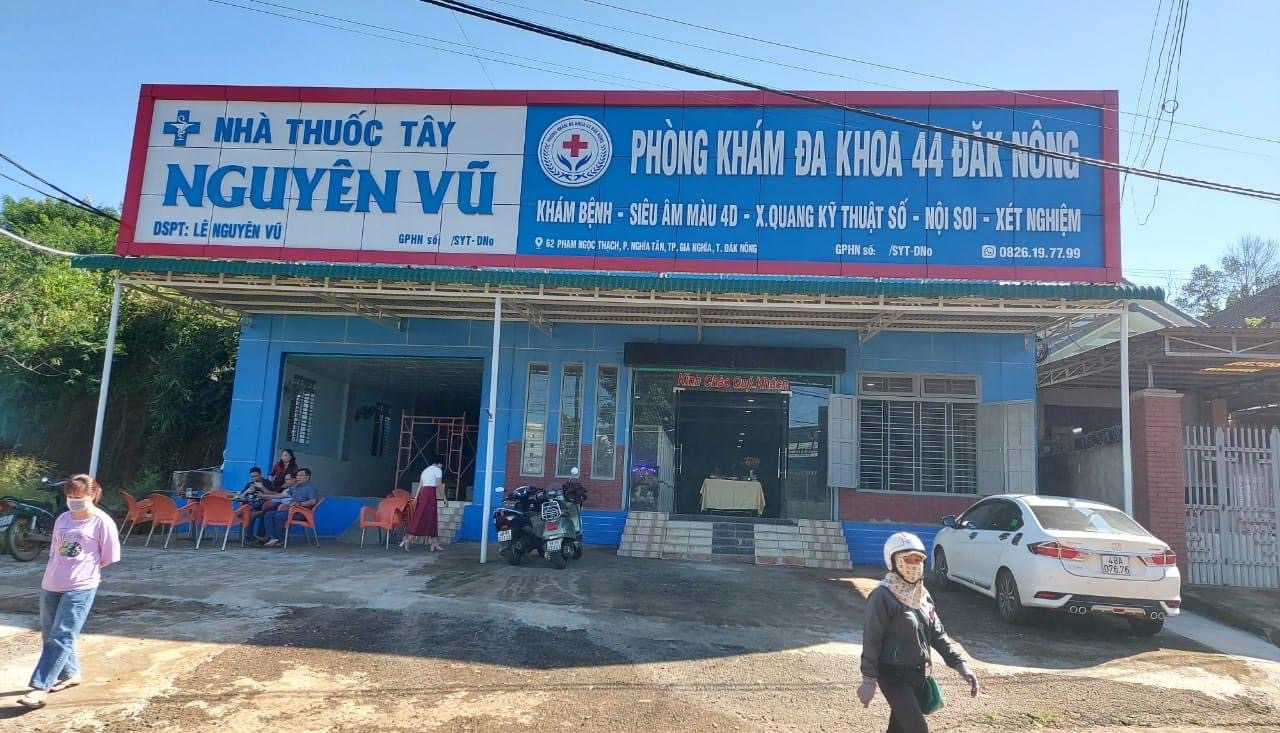 NHÀ THUỐC TÂY
NGUYÊN VŨ
DSPT: LÊ NGUYÊN VŨ
GPHN số: /SYT-DNo
PHÒNG KHÁM ĐA KHOA 44 ĐĂK NÔNG
KHÁM BỆNH - SIÊU ÂM MÀU 4D - X.QUANG KỸ THUẬT SỐ - NỘI SOI - XÉT NGHIỆM
62 PHẠM NGỌC THẠCH, P. NGHĨA TÂN, TP. GIA NGHĨA, T. ĐĂK NÔNG
GPHN số: /SYT-DNo
0826.19.77.99
Kính Chào Quý Khách
48A
076.76